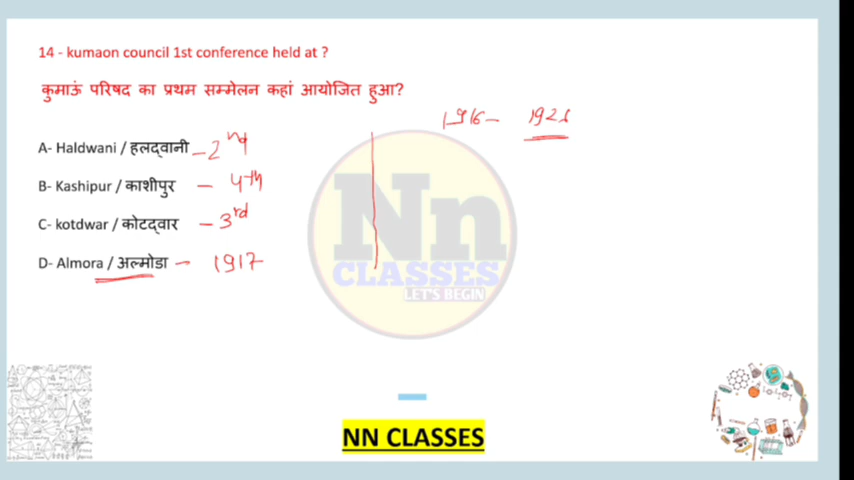 14 - kumaon council 1st conference held at ?
कुमाऊं परिषद का प्रथम सम्मेलन कहां आयोजित हुआ?
1916 -
A- Haldwani / हलद्वानी - 2nd
B- Kashipur / काशीपुर - 4th
C- kotdwar / कोटद्वार - 3rd
D- Almora / अल्मोडा - 1917
Nn
CLASSES
LET'S BEGIN
NN CLASSES